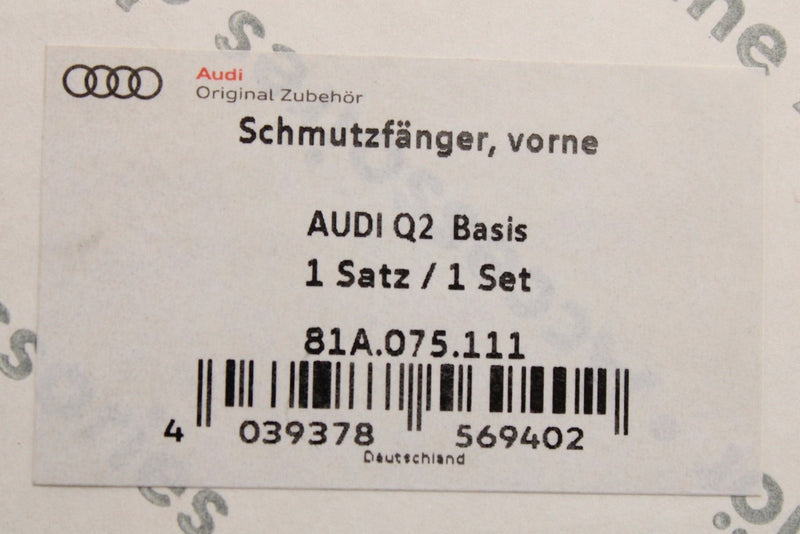 Audi
Original Zubehör
Schmutzfänger, vorne
AUDI Q2 Basis
1 Satz / 1 Set
81A.075.111
4 039378 569402
Deutschland